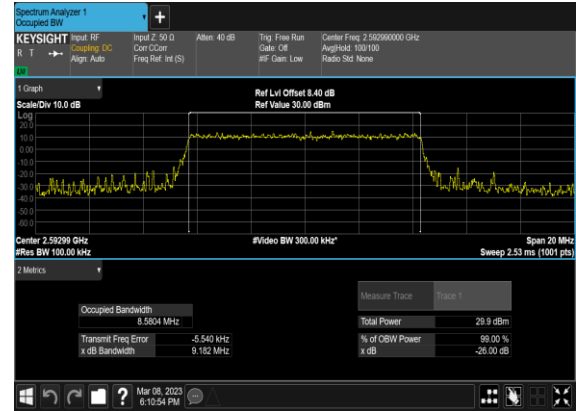 Spectrum Analyzer 1
Occupied BW
KEYSIGHT
R T
LU
Input: RF
Coupling: DC
Align: Auto
Input Z: 50 Ω
Corr CCorr
Freq Ref: Int (S)
Atten: 40 dB
Trig: Free Run
Gate: Off
#IF Gain: Low
Center Freq: 2.592990000 GHz
Avg|Hold: 100/100
Radio Std: None
1 Graph
Scale/Div 10.0 dB
Ref Lvl Offset 8.40 dB
Ref Value 30.00 dBm
Log
20.0
10.0
0.00
-10.0
-20.0
-30.0
-40.0
-50.0
-60.0
Center 2.59299 GHz
#Res BW 100.00 kHz
#Video BW 300.00 kHz*
Span 20 MHz
Sweep 2.53 ms (1001 pts)
2 Metrics
Measure Trace Trace 1
Occupied Bandwidth
8.5804 MHz
Total Power 29.9 dBm
Transmit Freq Error -5.540 kHz
% of OBW Power 99.00 %
x dB Bandwidth 9.182 MHz
x dB -26.00 dB
?
Mar 08, 2023
6:10:54 PM